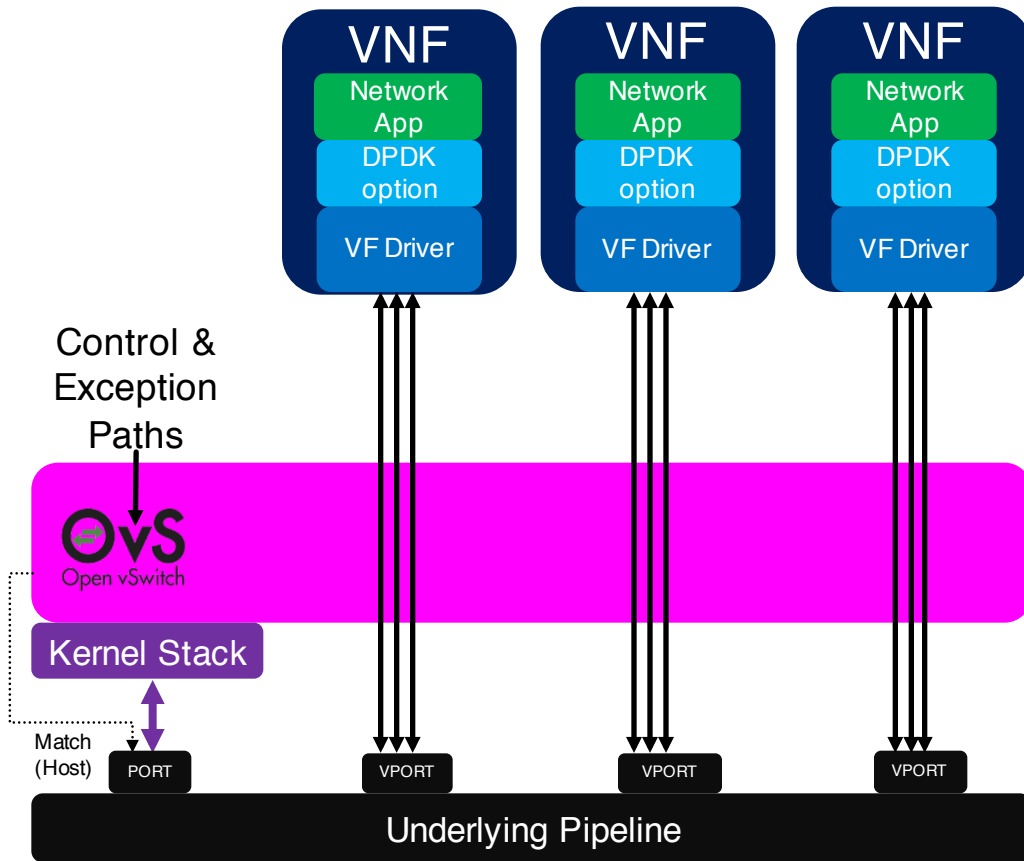 VNF
Network
App
DPDK
option
VF Driver
VNF
Network
App
DPDK
option
VF Driver
VNF
Network
App
DPDK
option
VF Driver
Control &
Exception
Paths
OvS
Open vSwitch
Kernel Stack
Match
(Host)
PORT
VPORT
VPORT
VPORT
Underlying Pipeline